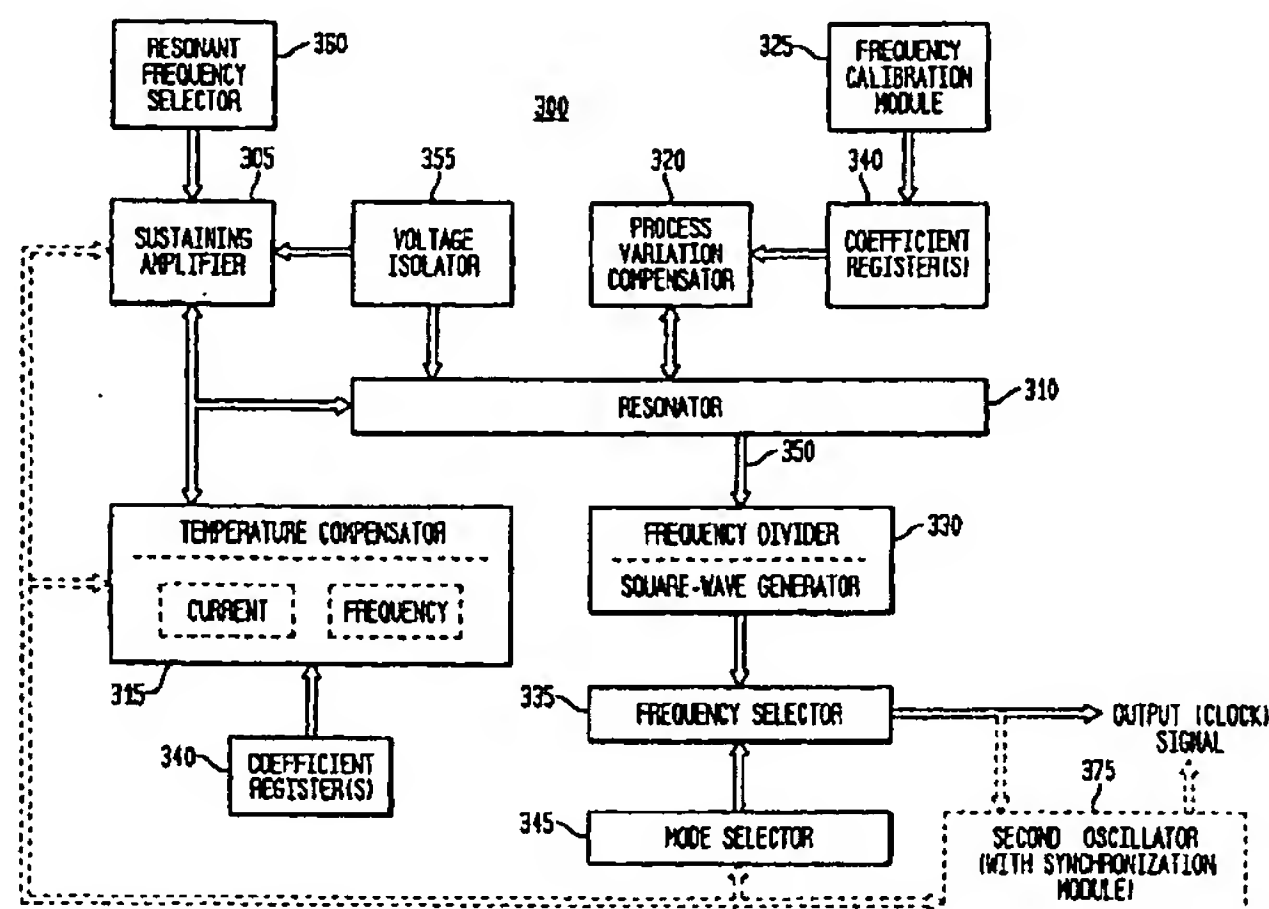 RESONANT
FREQUENCY
SELECTOR
360
325
FREQUENCY
CALIBRATION
MODULE
300
305
355
320
340
SUSTAINING
AMPLIFIER
VOLTAGE
ISOLATOR
PROCESS
VARIATION
COMPENSATOR
COEFFICIENT
REGISTER(S)
RESONATOR
310
350
TEMPERATURE COMPENSATOR
CURRENT
FREQUENCY
315
FREQUENCY DIVIDER
SQUARE-WAVE GENERATOR
330
335
FREQUENCY SELECTOR
OUTPUT (CLOCK)
SIGNAL
340
COEFFICIENT
REGISTER(S)
345
MODE SELECTOR
375
SECOND OSCILLATOR
(WITH SYNCHRONIZATION
MODULE)